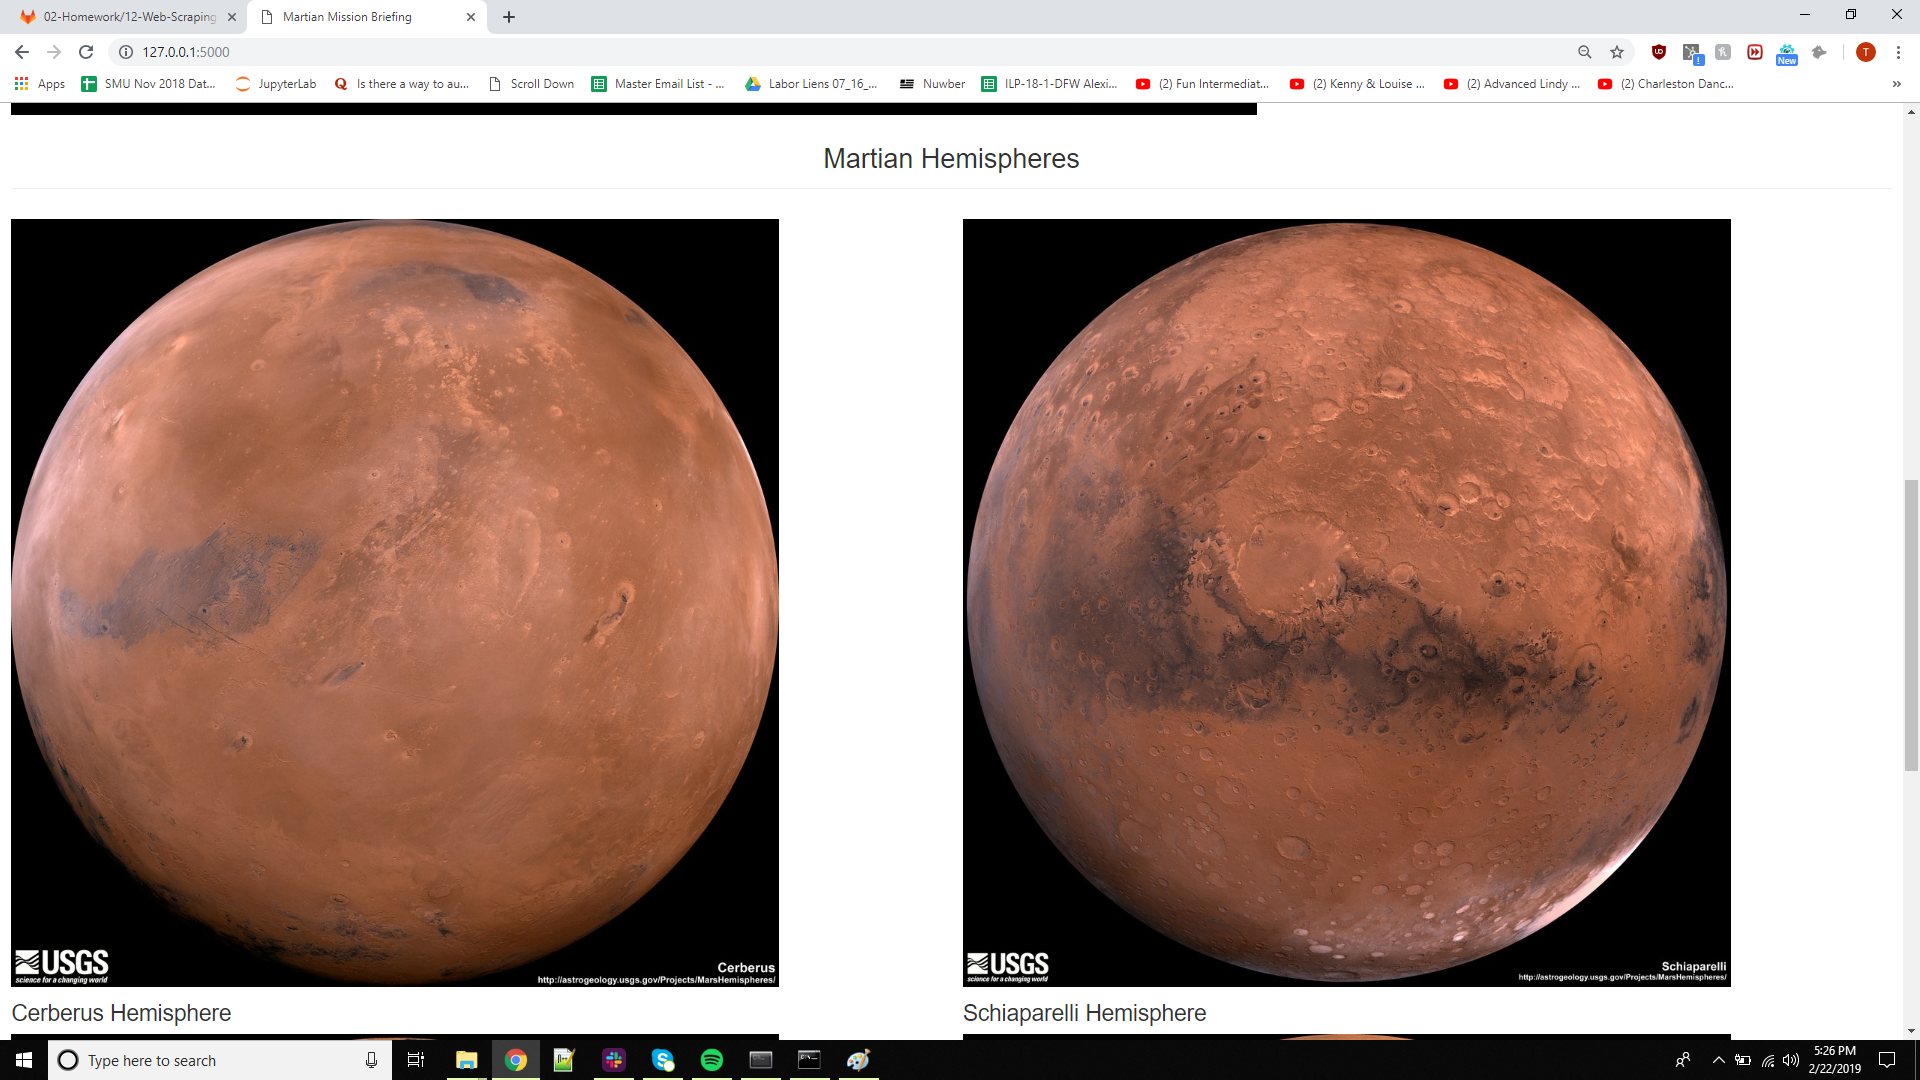 02-Homework/12-Web-Scraping
Martian Mission Briefing
127.0.0.1:5000
New
T
Apps
SMU Nov 2018 Dat...
JupyterLab
Is there a way to au...
Scroll Down
Master Email List - ...
Labor Liens 07_16_...
Nuwber
ILP-18-1-DFW Alexi...
(2) Fun Intermediat...
(2) Kenny & Louise ...
(2) Advanced Lindy ...
(2) Charleston Danc...
»
Martian Hemispheres
USGS
science for a changing world
Cerberus
http://astrogeology.usgs.gov/Projects/MarsHemispheres/
USGS
science for a changing world
Schiaparelli
http://astrogeology.usgs.gov/Projects/MarsHemispheres/
Cerberus Hemisphere
Schiaparelli Hemisphere
Type here to search
5:26 PM
2/22/2019